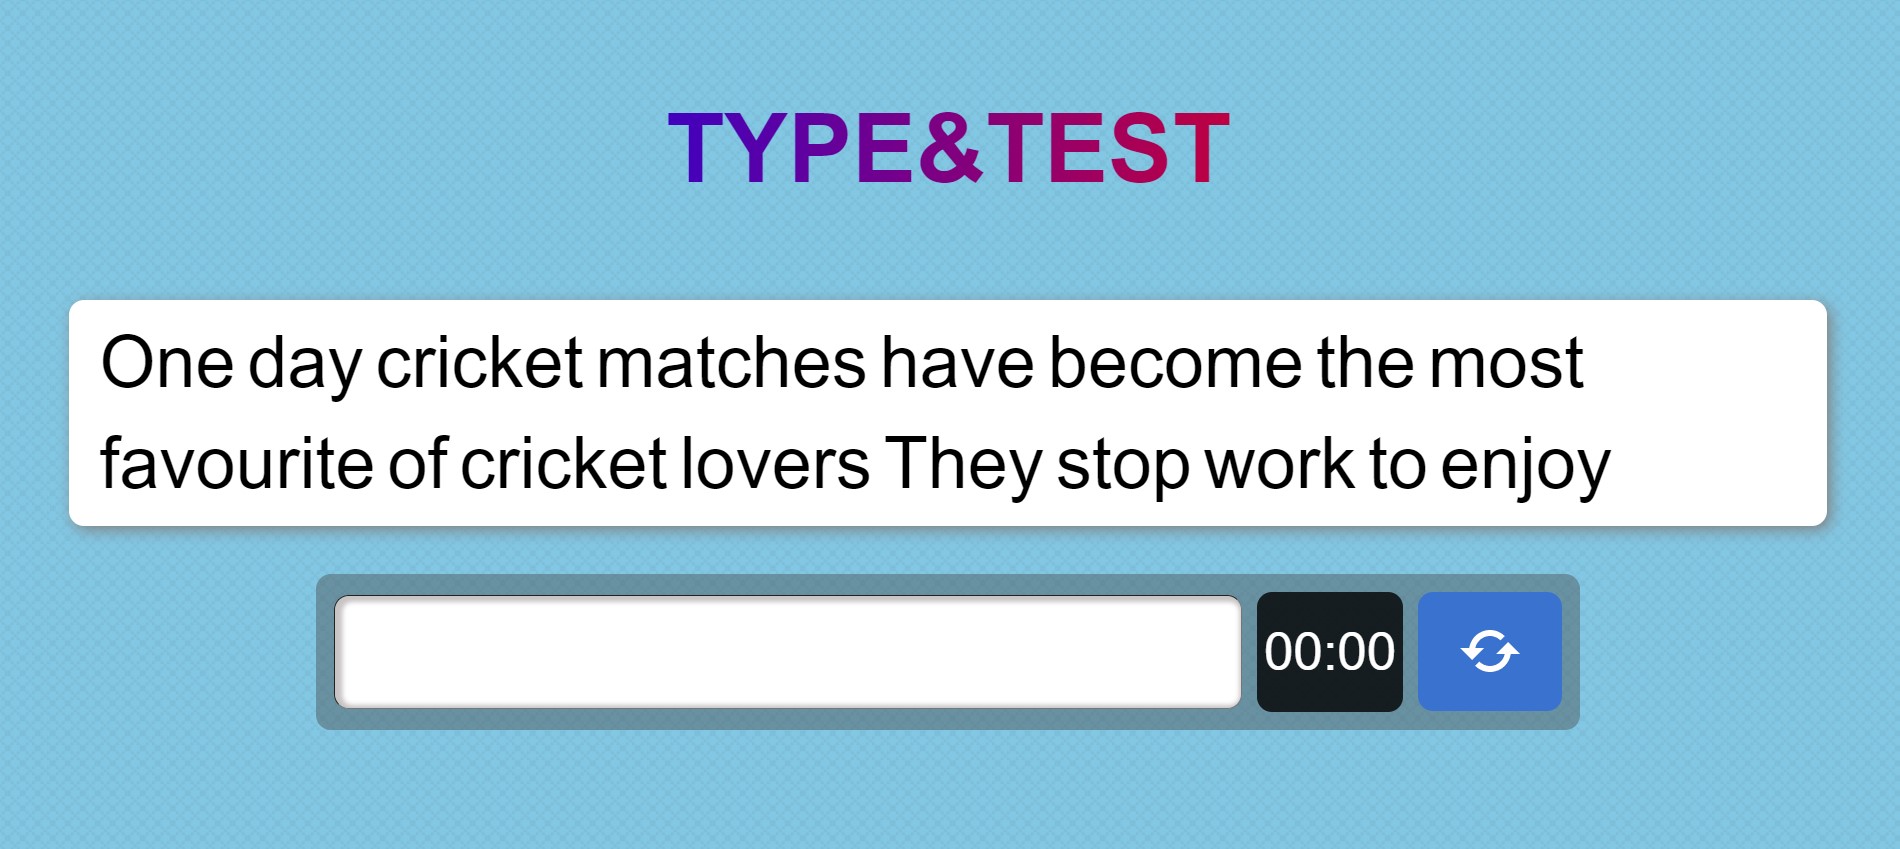 TYPE&TEST
One day cricket matches have become the most
favourite of cricket lovers They stop work to enjoy
00:00